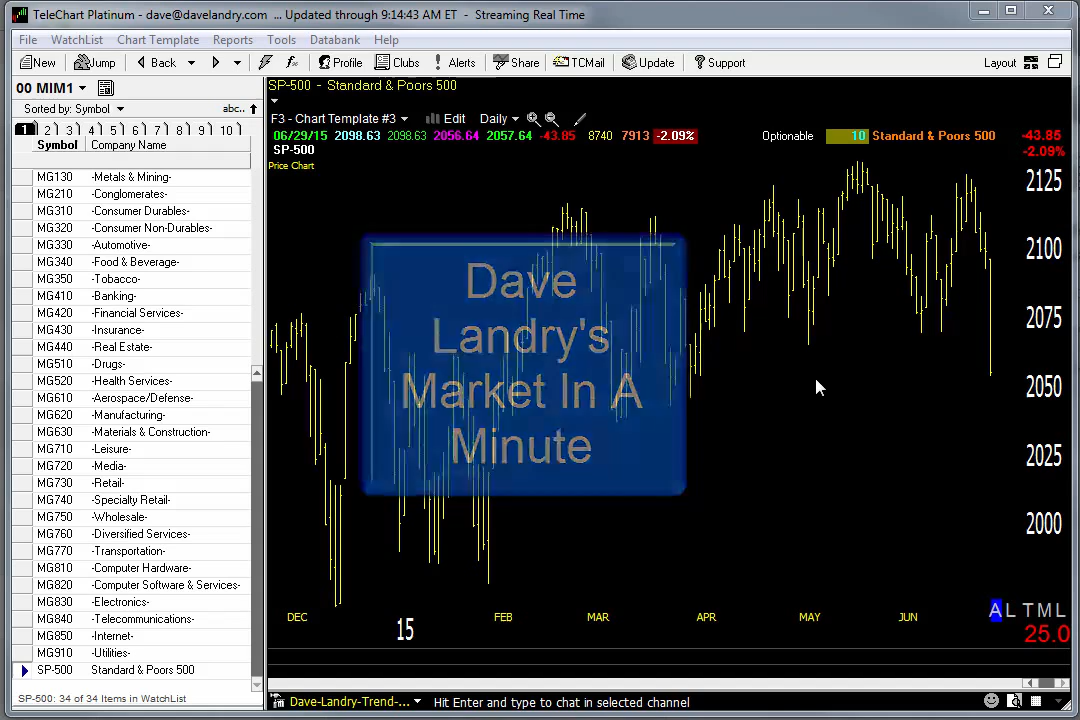 TeleChart Platinum - dave@davelandry.com ... Updated through 9:14:43 AM ET - Streaming Real Time
File WatchList Chart Template Reports Tools Databank Help
New Jump Back Profile Clubs Alerts Share TCMail Update Support Layout
00 MIM1
Sorted by: Symbol abc..
1 2 3 4 5 6 7 8 9 10
Symbol Company Name
MG130 -Metals & Mining-
MG210 -Conglomerates-
MG310 -Consumer Durables-
MG320 -Consumer Non-Durables-
MG330 -Automotive-
MG340 -Food & Beverage-
MG350 -Tobacco-
MG410 -Banking-
MG420 -Financial Services-
MG430 -Insurance-
MG440 -Real Estate-
MG510 -Drugs-
MG520 -Health Services-
MG610 -Aerospace/Defense-
MG620 -Manufacturing-
MG630 -Materials & Construction-
MG710 -Leisure-
MG720 -Media-
MG730 -Retail-
MG740 -Specialty Retail-
MG750 -Wholesale-
MG760 -Diversified Services-
MG770 -Transportation-
MG810 -Computer Hardware-
MG820 -Computer Software & Services-
MG830 -Electronics-
MG840 -Telecommunications-
MG850 -Internet-
MG910 -Utilities-
SP-500 Standard & Poors 500
SP-500: 34 of 34 Items in WatchList
SP-500 - Standard & Poors 500
F3 - Chart Template #3 Edit Daily
06/29/15 2098.63 2098.63 2056.64 2057.64 -43.85 8740 7913 -2.09% Optionable 10 Standard & Poors 500 -43.85
-2.09%
SP-500
Price Chart
2125
2100
2075
2050
2025
2000
Dave
Landry's
Market In A
Minute
DEC 15 FEB MAR APR MAY JUN
A L T M L
25.0
Dave-Landry-Trend-... Hit Enter and type to chat in selected channel